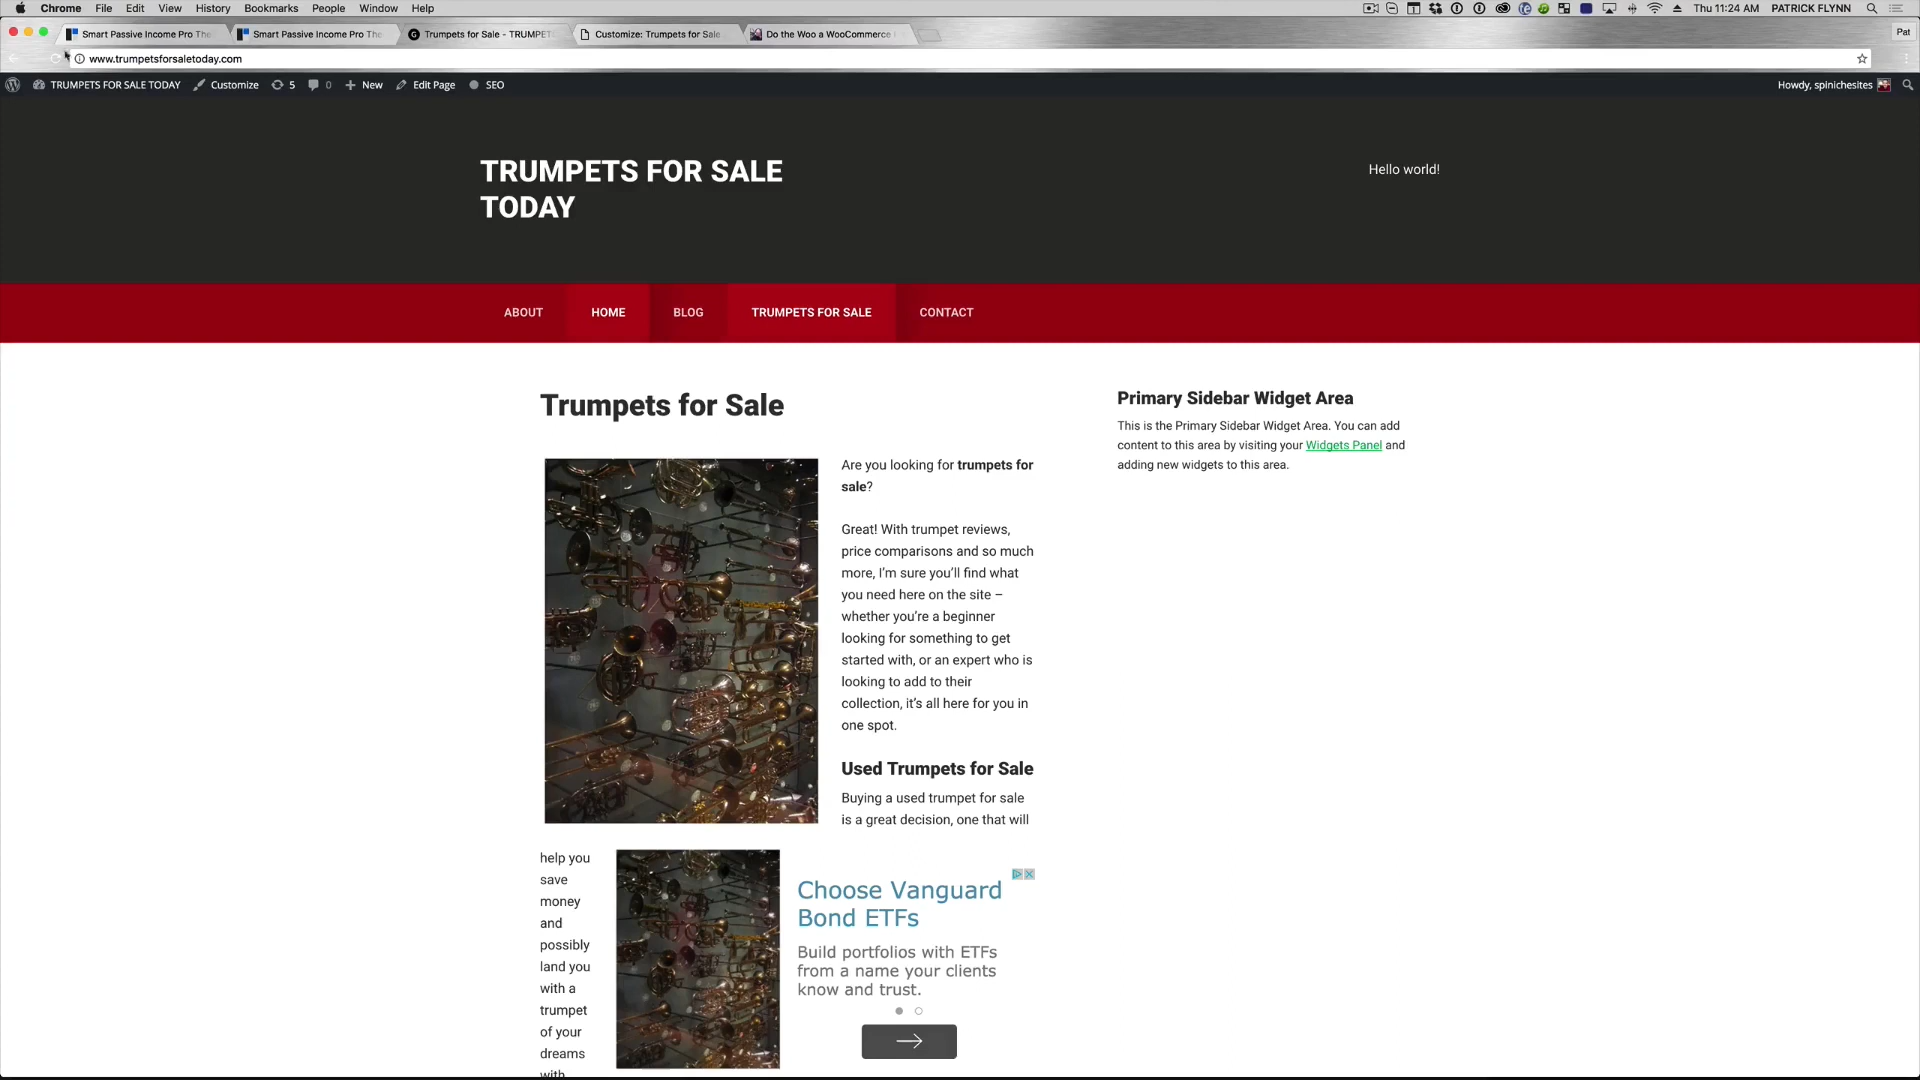 Chrome File Edit View History Bookmarks People Window Help Thu 11:24 AM PATRICK FLYNN
Smart Passive Income Pro The Smart Passive Income Pro The Trumpets for Sale - TRUMPET Customize: Trumpets for Sale Do the Woo a WooCommerce Pat
www.trumpetsforsaletoday.com
TRUMPETS FOR SALE TODAY Customize 5 0 New Edit Page SEO Howdy, spinichesites
TRUMPETS FOR SALE
TODAY
Hello world!
ABOUT HOME BLOG TRUMPETS FOR SALE CONTACT
Trumpets for Sale
Are you looking for trumpets for
sale?
Great! With trumpet reviews,
price comparisons and so much
more, I'm sure you'll find what
you need here on the site –
whether you're a beginner
looking for something to get
started with, or an expert who is
looking to add to their
collection, it's all here for you in
one spot.
Used Trumpets for Sale
Buying a used trumpet for sale
is a great decision, one that will
help you
save
money
and
possibly
land you
with a
trumpet
of your
dreams
with
Choose Vanguard
Bond ETFs
Build portfolios with ETFs
from a name your clients
know and trust.
Primary Sidebar Widget Area
This is the Primary Sidebar Widget Area. You can add
content to this area by visiting your Widgets Panel and
adding new widgets to this area.